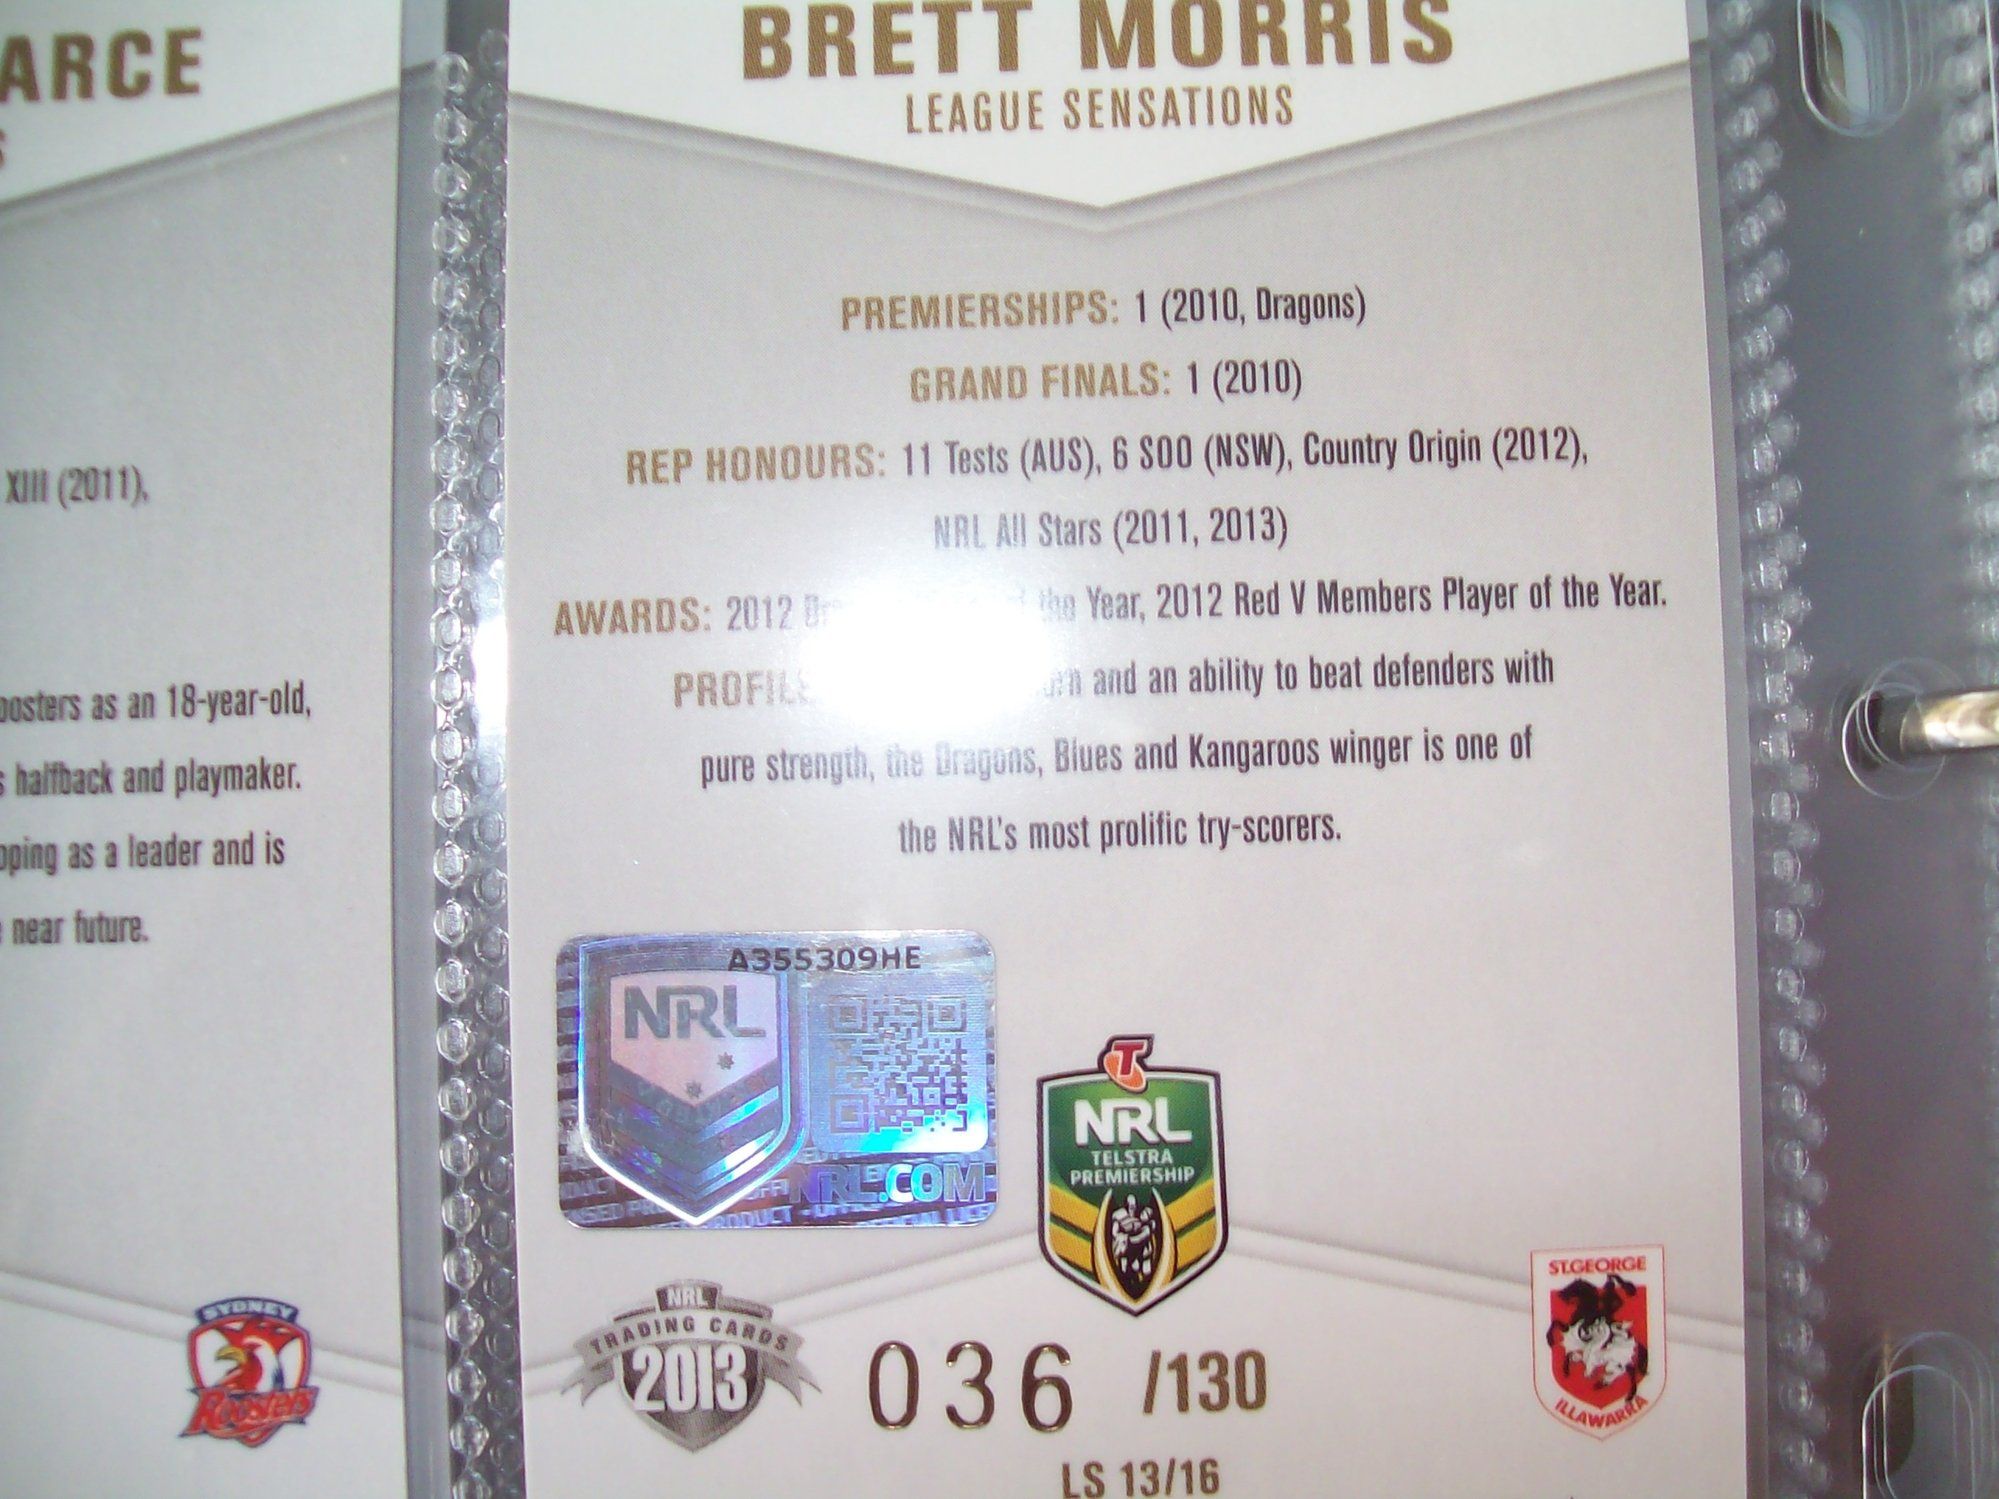 ARCE
XIII (2011),
as an 18-year-old,
halfback and playmaker.
as a leader and is
near future.
SYDNEY
Roosters
BRETT MORRIS
LEAGUE SENSATIONS
PREMIERSHIPS: 1 (2010, Dragons)
GRAND FINALS: 1 (2010)
REP HONOURS: 11 Tests (AUS), 6 SOO (NSW), Country Origin (2012),
NRL All Stars (2011, 2013)
AWARDS: 2012 the Year, 2012 Red V Members Player of the Year.
PROFILE and an ability to beat defenders with
pure strength, the Dragons, Blues and Kangaroos winger is one of
the NRL's most prolific try-scorers.
A355309HE
NRL
NRL.COM
T
NRL
TELSTRA
PREMIERSHIP
NRL
TRADING CARDS
2013
036 /130
LS 13/16
ST.GEORGE
ILLAWARRA